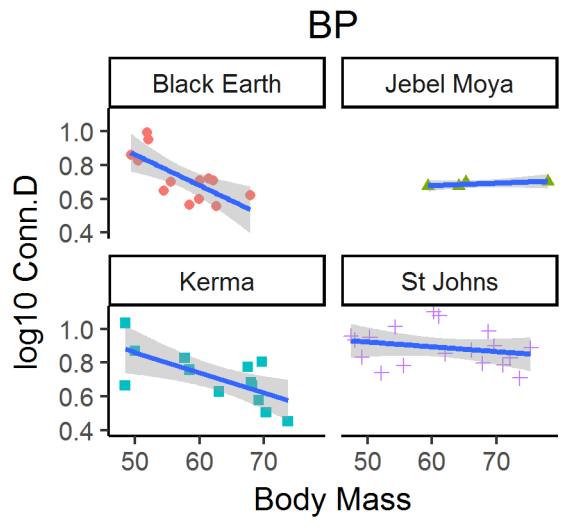 BP
Black Earth
Jebel Moya
1.0
0.8
0.6
0.4
Kerma
St Johns
1.0
0.8
0.6
0.4
50 60 70
50 60 70
log10 Conn.D
Body Mass